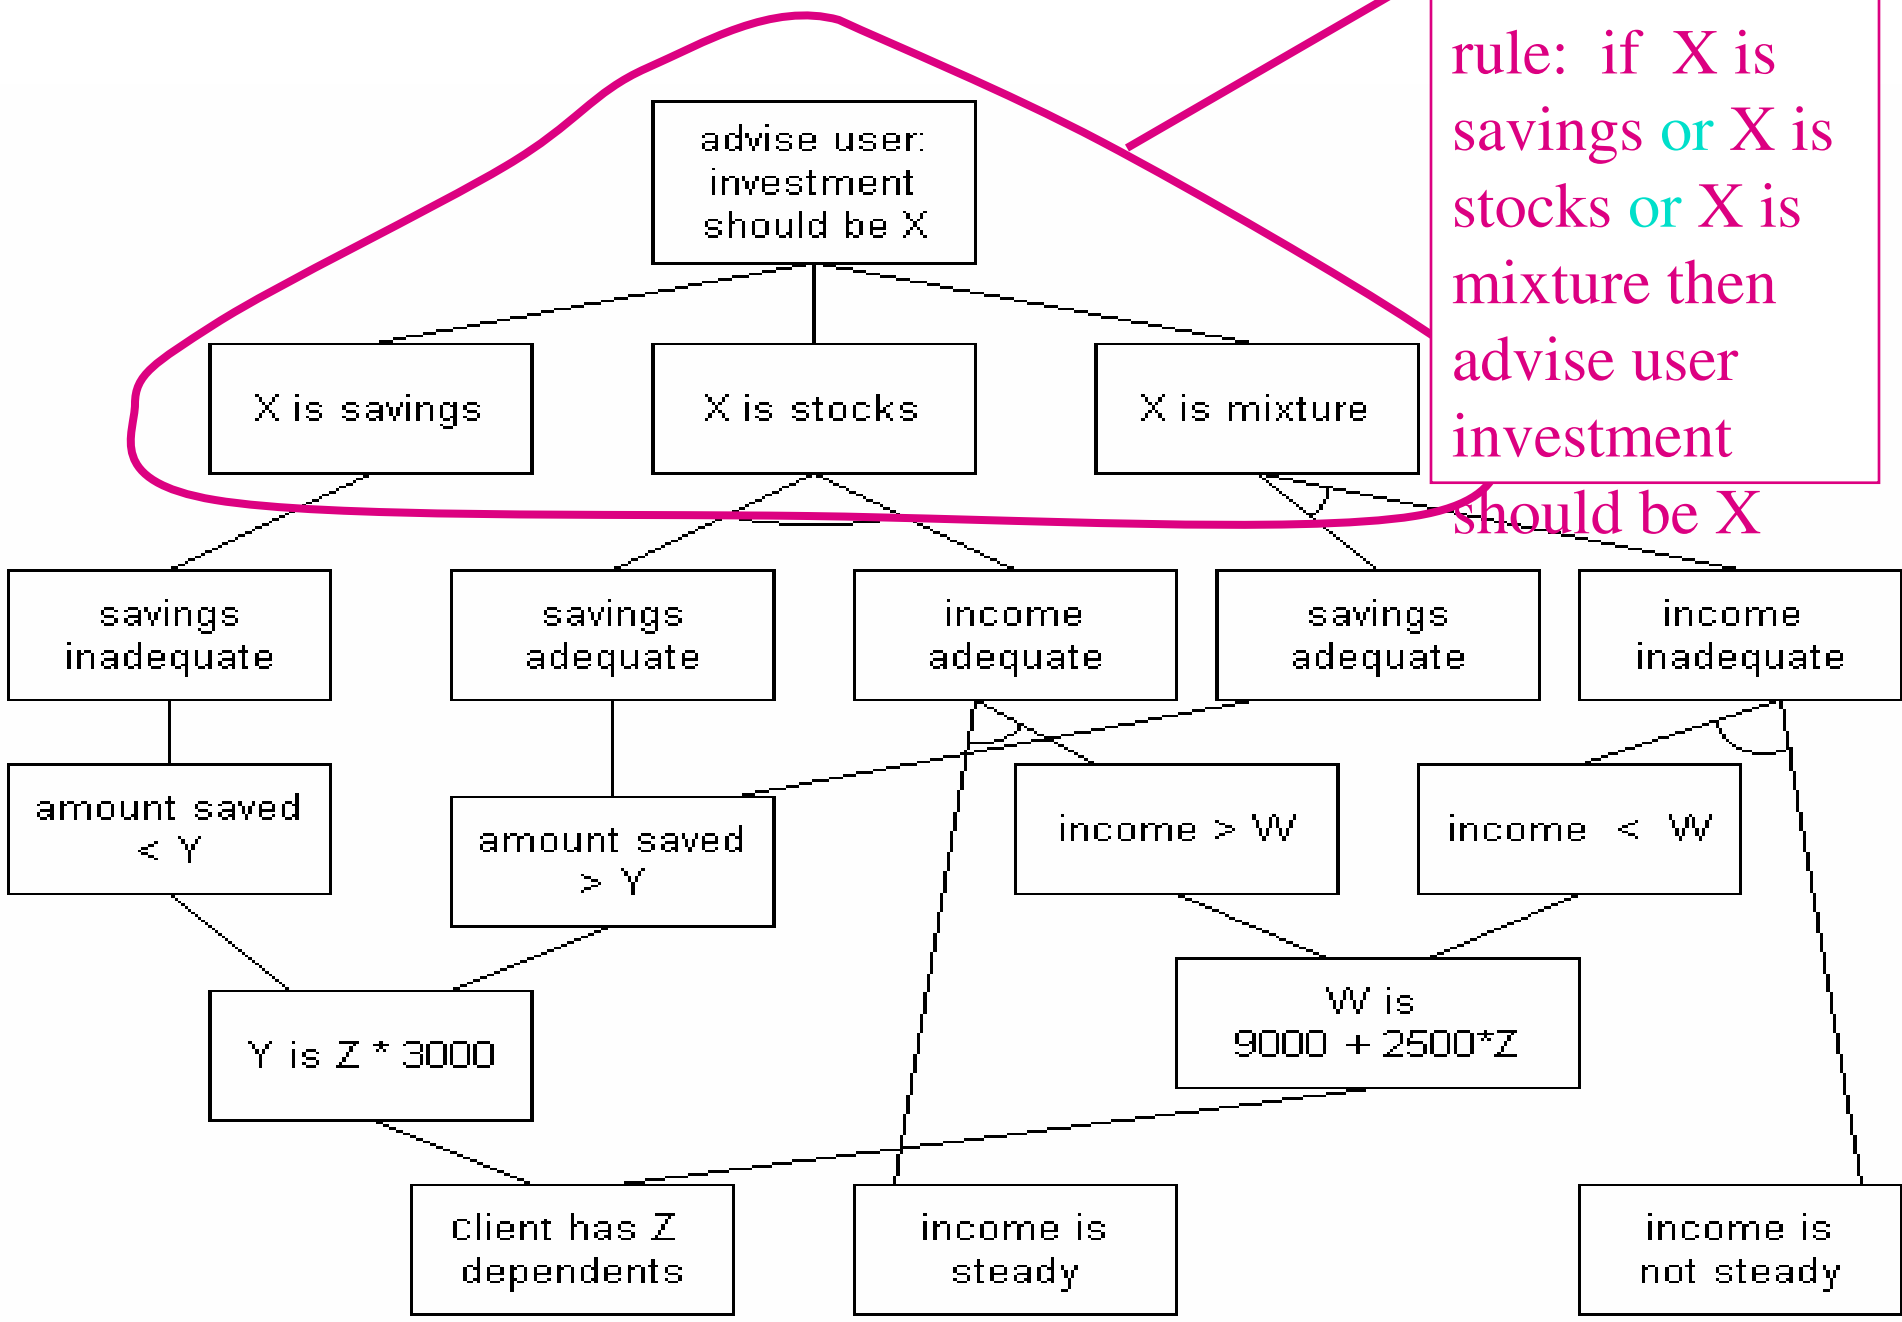 rule: if X is
savings or X is
stocks or X is
mixture then
advise user
investment
should be X
advise user:
investment
should be X
X is savings
X is stocks
X is mixture
savings
inadequate
savings
adequate
income
adequate
savings
adequate
income
inadequate
amount saved
< Y
amount saved
> Y
income > W
income < W
Y is Z * 3000
W is
9000 + 2500*Z
client has Z
dependents
income is
steady
income is
not steady